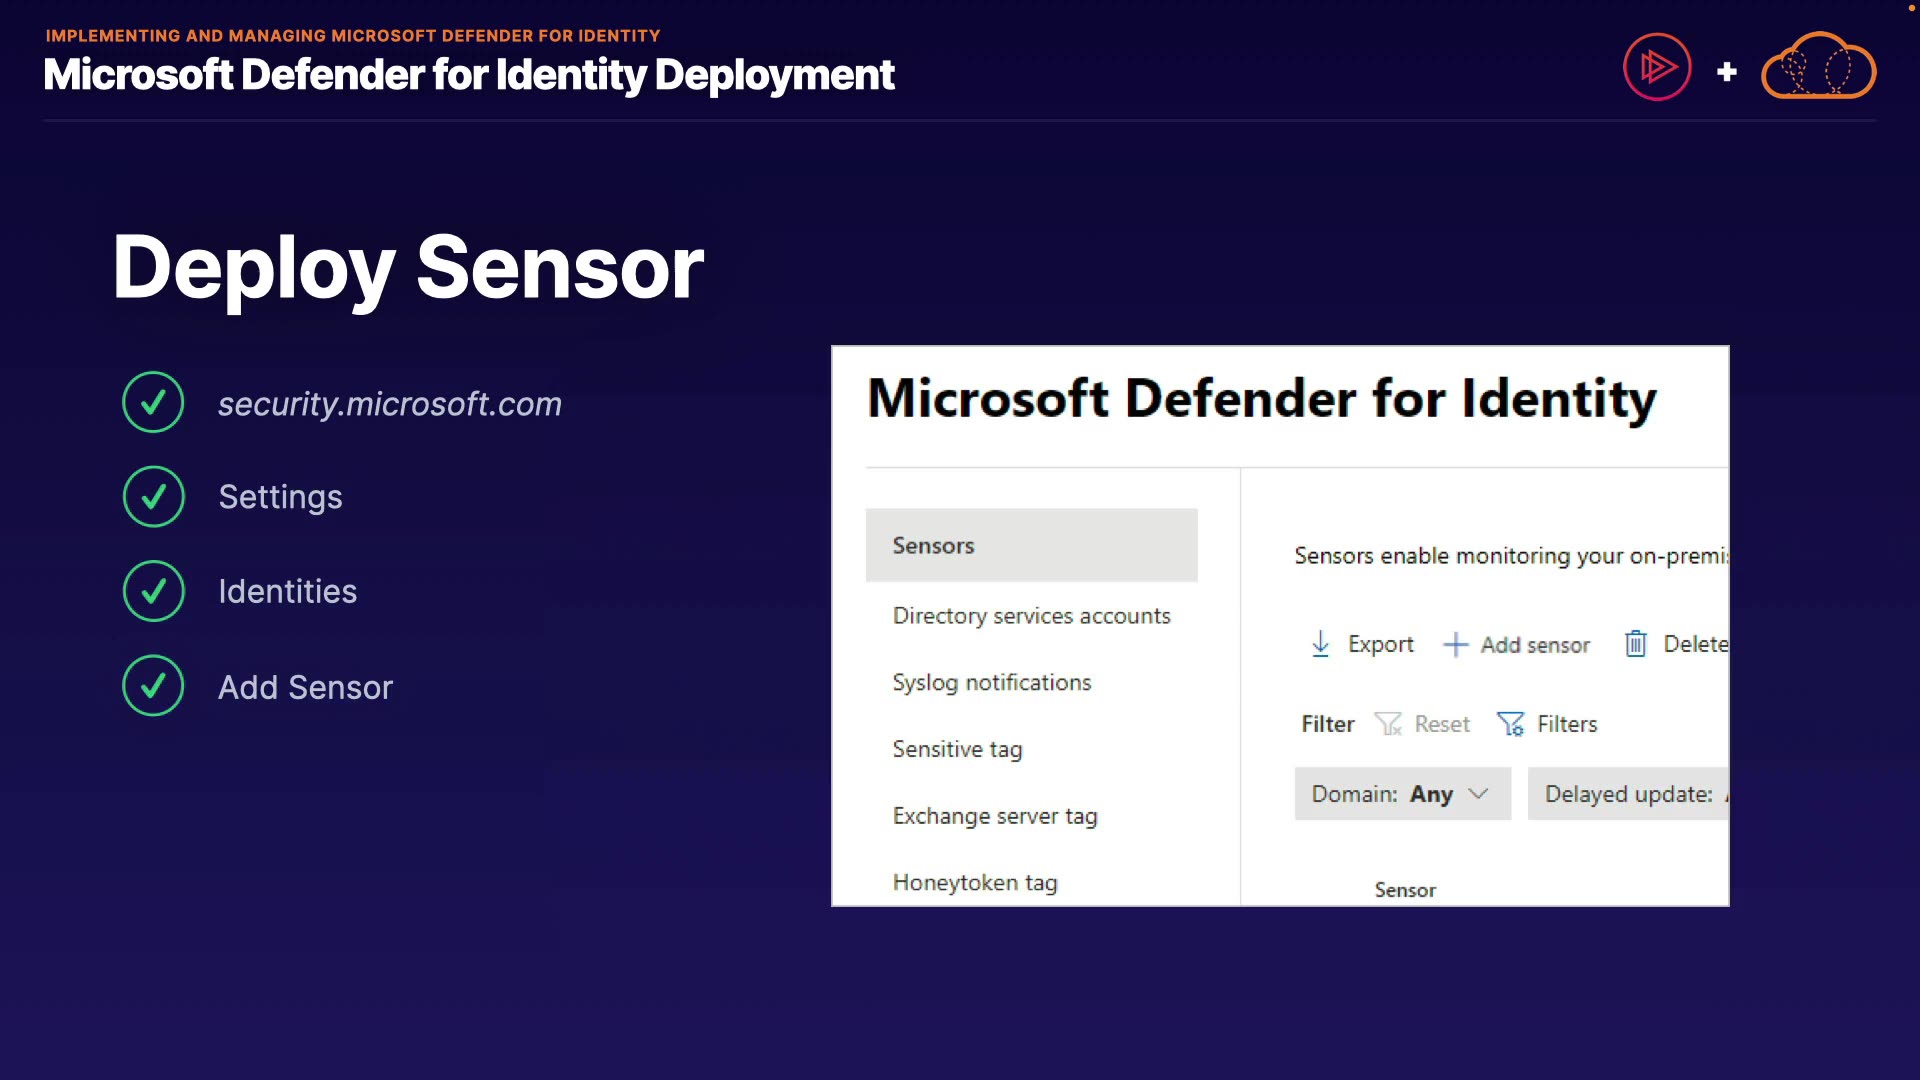 IMPLEMENTING AND MANAGING MICROSOFT DEFENDER FOR IDENTITY
Microsoft Defender for Identity Deployment
+
Deploy Sensor
security.microsoft.com
Settings
Identities
Add Sensor
Microsoft Defender for Identity
Sensors
Directory services accounts
Syslog notifications
Sensitive tag
Exchange server tag
Honeytoken tag
Sensors enable monitoring your on-premi
Export Add sensor Delete
Filter Reset Filters
Domain: Any Delayed update:
Sensor